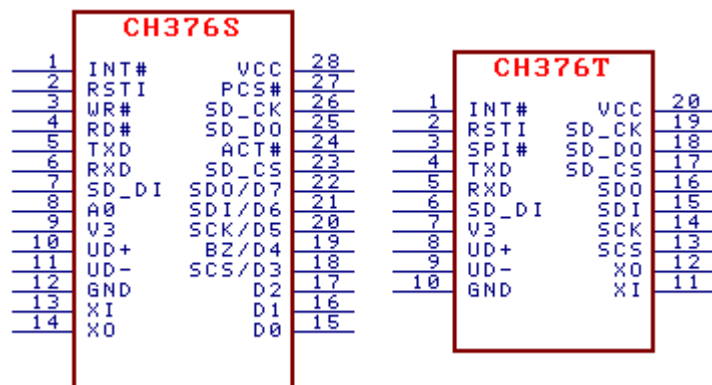 CH376S
1 INT# VCC 28
2 RSTI PCS# 27
3 WR# SD_CK 26
4 RD# SD_DO 25
5 TXD ACT# 24
6 RXD SD_CS 23
7 SD_DI SDO/D7 22
8 A0 SDI/D6 21
9 V3 SCK/D5 20
10 UD+ BZ/D4 19
11 UD- SCS/D3 18
12 GND D2 17
13 XI D1 16
14 XO D0 15
CH376T
1 INT# VCC 20
2 RSTI SD_CK 19
3 SPI# SD_DO 18
4 TXD SD_CS 17
5 RXD SDO 16
6 SD_DI SDI 15
7 V3 SCK 14
8 UD+ SCS 13
9 UD- XO 12
10 GND XI 11